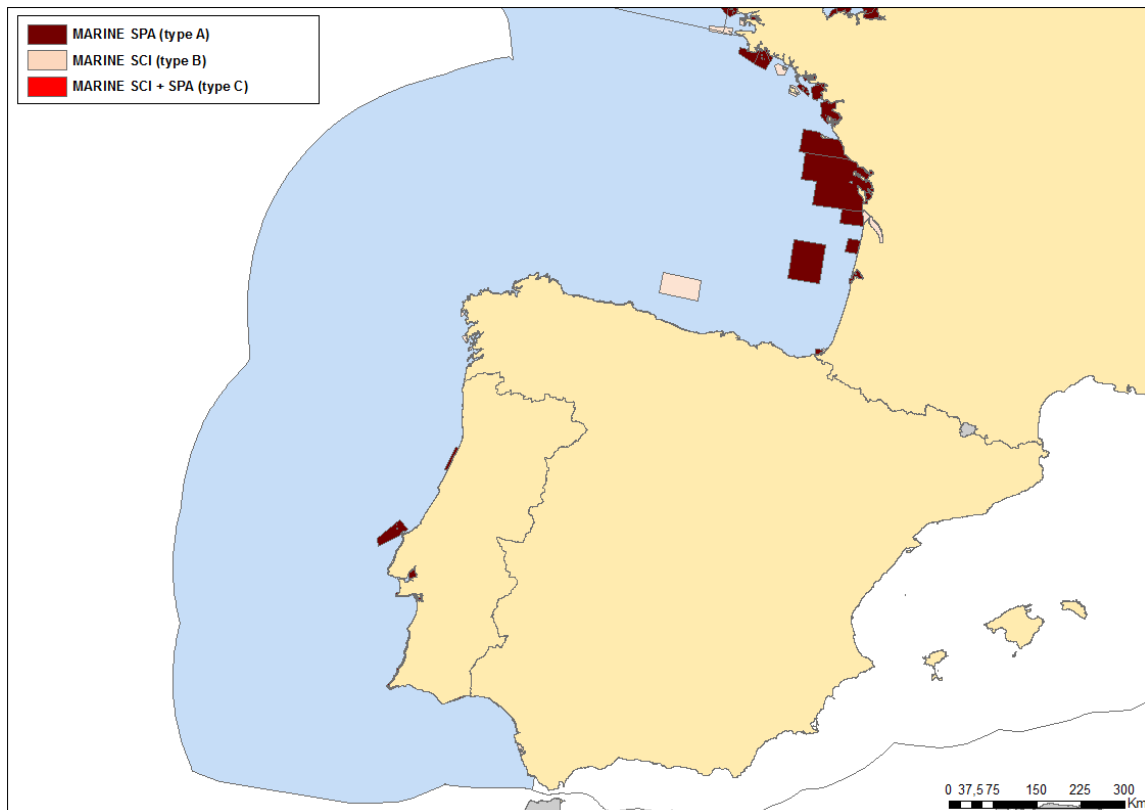 MARINE SPA (type A)
MARINE SCI (type B)
MARINE SCI + SPA (type C)
0 37,5 75 150 225 300
Km